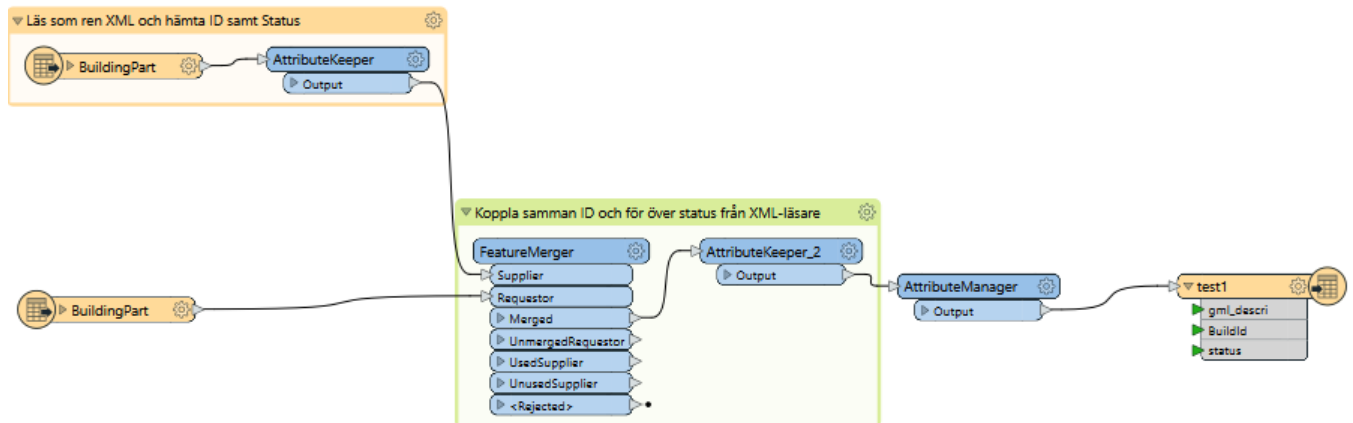 Läs som ren XML och hämta ID samt Status
BuildingPart
AttributeKeeper
Output
Koppla samman ID och för över status från XML-läsare
FeatureMerger
Supplier
Requestor
Merged
UnmergedRequestor
UsedSupplier
UnusedSupplier
<Rejected>
AttributeKeeper_2
Output
BuildingPart
AttributeManager
Output
test1
gml_descri
BuildId
status